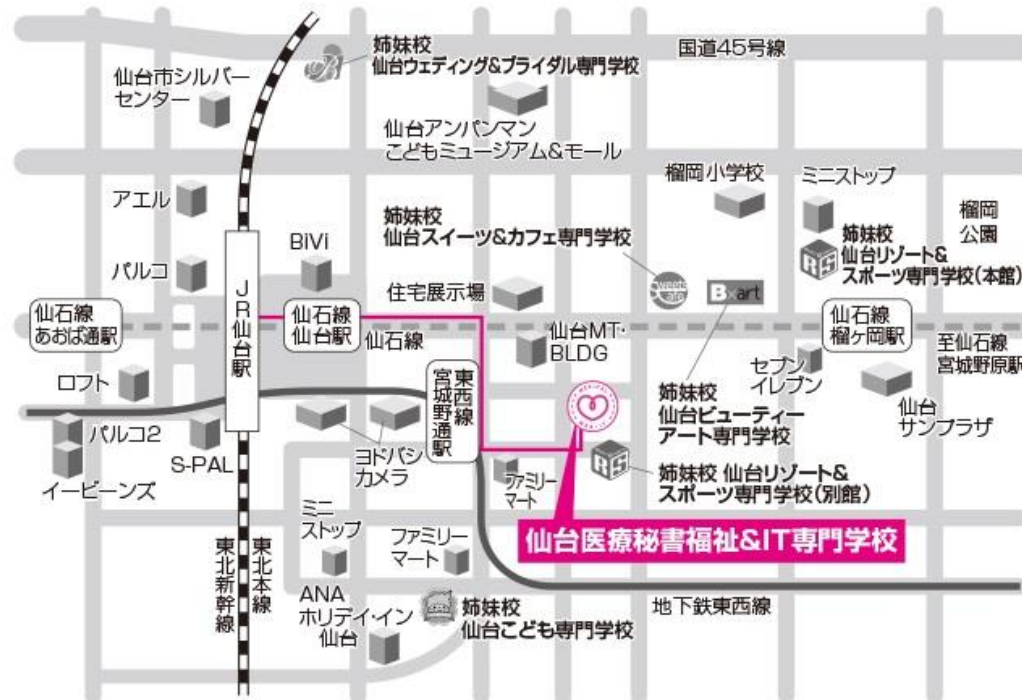 姉妹校
仙台ウェディング&ブライダル専門学校
国道45号線
仙台市シルバー
センター
仙台アンパンマン
こどもミュージアム&モール
榴岡小学校
ミニストップ
アエル
榴岡
公園
姉妹校
仙台スイーツ&カフェ専門学校
姉妹校
仙台リゾート&
スポーツ専門学校(本館)
RS
BiVi
パルコ
JR仙台駅
住宅展示場
Sweets
Cafe
B×art
仙石線
あおば通駅
仙石線
仙台駅
仙石線
仙台MT・
BLDG
仙石線
榴ヶ岡駅
至仙石線
宮城野原駅
セブン
イレブン
ロフト
東西線
宮城野通駅
姉妹校
仙台ビューティー
アート専門学校
仙台
サンプラザ
パルコ2
S-PAL
イービーンズ
ヨドバシ
カメラ
ファミリー
マート
RS
姉妹校 仙台リゾート&
スポーツ専門学校(別館)
仙台医療秘書福祉&IT専門学校
ミニ
ストップ
ファミリー
マート
東北本線
東北新幹線
ANA
ホリデイ・イン
仙台
姉妹校
仙台こども専門学校
地下鉄東西線